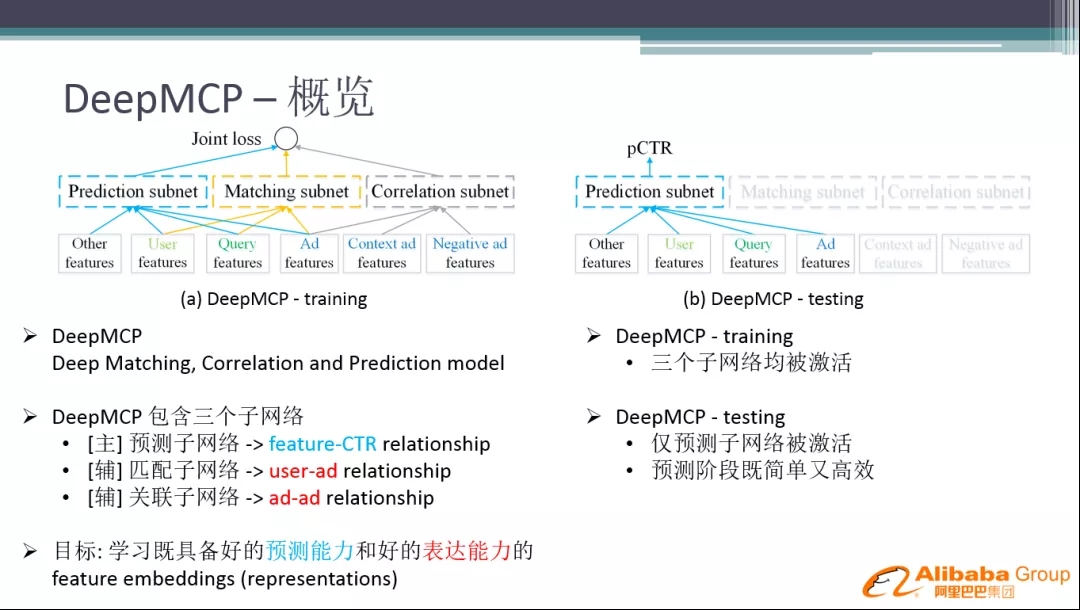 DeepMCP – 概览
Joint loss
Prediction subnet
Matching subnet
Correlation subnet
Other features
User features
Query features
Ad features
Context ad features
Negative ad features
(a) DeepMCP - training
pCTR
Prediction subnet
Matching subnet
Correlation subnet
Other features
User features
Query features
Ad features
Context ad features
Negative ad features
(b) DeepMCP - testing
➢ DeepMCP
Deep Matching, Correlation and Prediction model
➢ DeepMCP 包含三个子网络
• [主] 预测子网络 -> feature-CTR relationship
• [辅] 匹配子网络 -> user-ad relationship
• [辅] 关联子网络 -> ad-ad relationship
➢ 目标: 学习既具备好的预测能力和好的表达能力的
feature embeddings (representations)
➢ DeepMCP - training
• 三个子网络均被激活
➢ DeepMCP - testing
• 仅预测子网络被激活
• 预测阶段既简单又高效
Alibaba Group
阿里巴巴集团